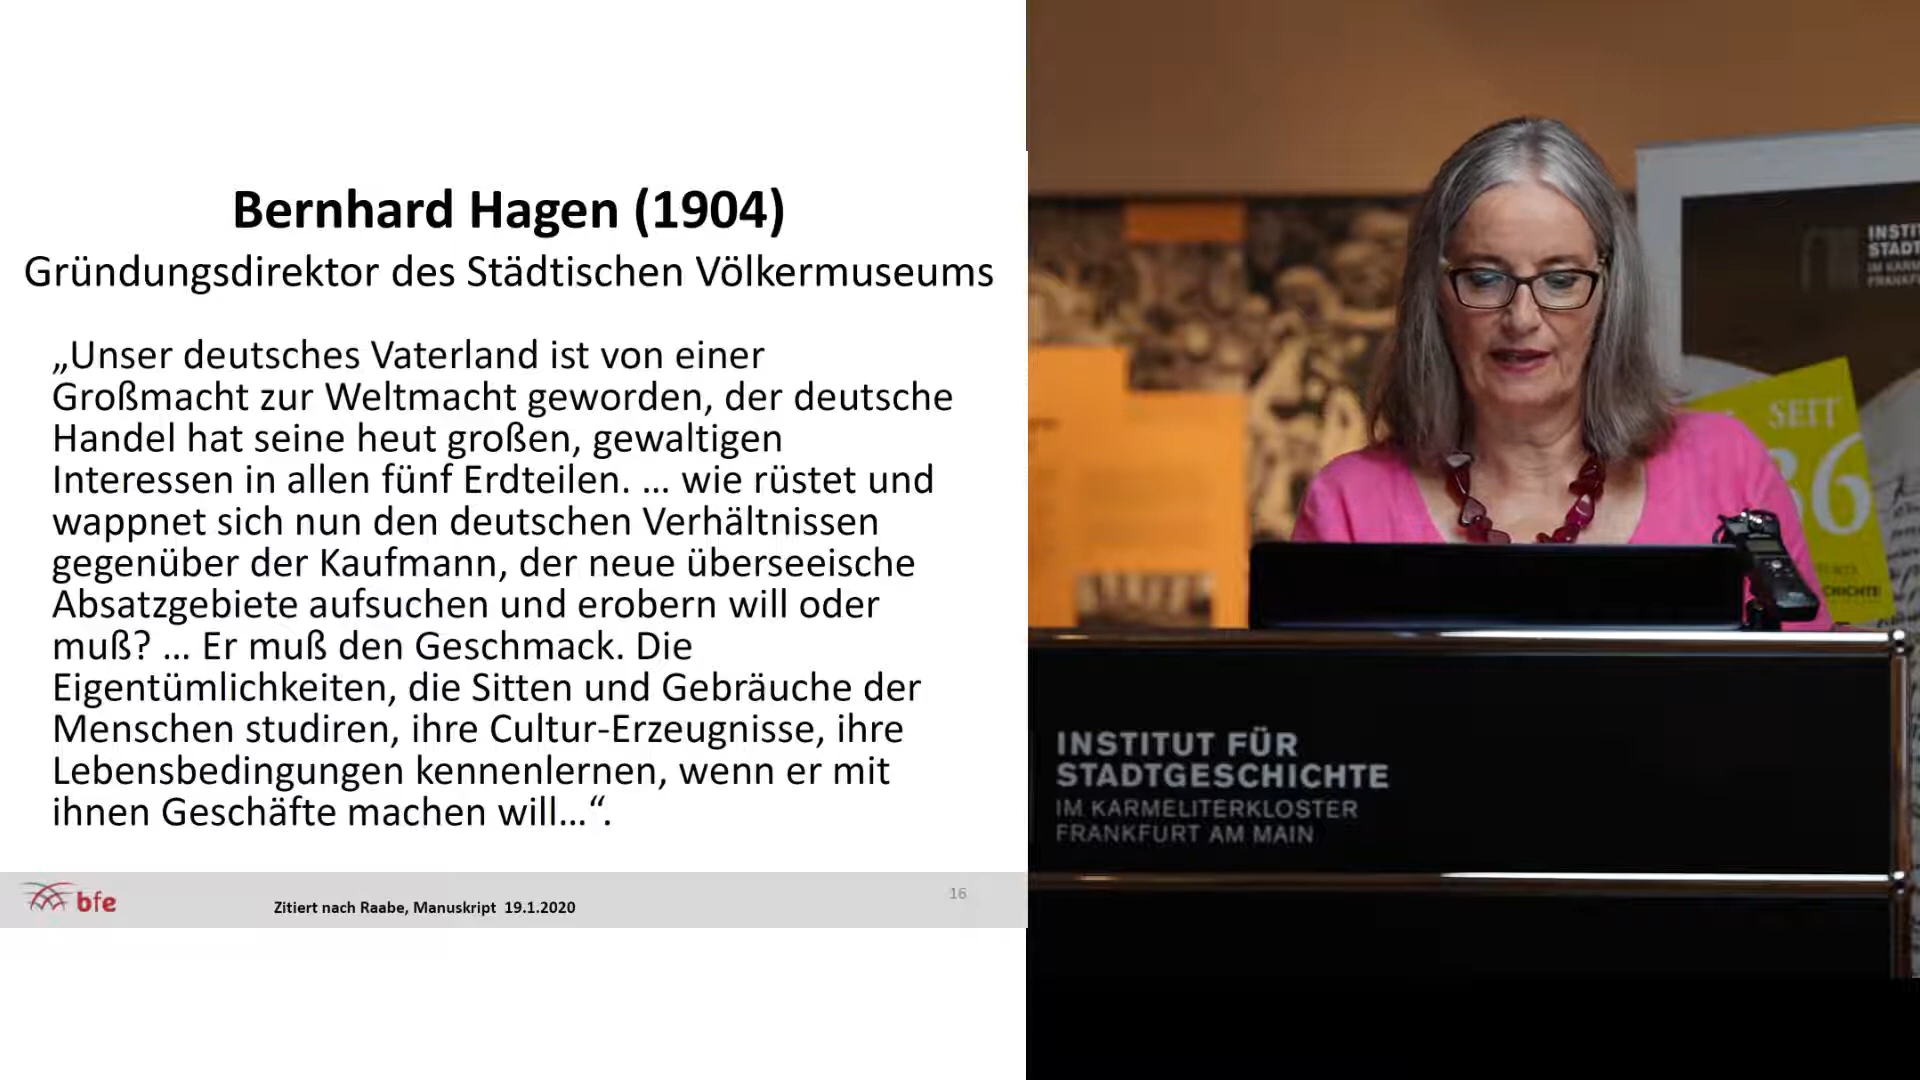 Bernhard Hagen (1904)
Gründungsdirektor des Städtischen Völkermuseums
„Unser deutsches Vaterland ist von einer
Großmacht zur Weltmacht geworden, der deutsche
Handel hat seine heut großen, gewaltigen
Interessen in allen fünf Erdteilen. ... wie rüstet und
wappnet sich nun den deutschen Verhältnissen
gegenüber der Kaufmann, der neue überseeische
Absatzgebiete aufsuchen und erobern will oder
muß? ... Er muß den Geschmack. Die
Eigentümlichkeiten, die Sitten und Gebräuche der
Menschen studiren, ihre Cultur-Erzeugnisse, ihre
Lebensbedingungen kennenlernen, wenn er mit
ihnen Geschäfte machen will...“.
bfe
Zitiert nach Raabe, Manuskript 19.1.2020
16
SEIT
36
INSTITUT FÜR
STADTGESCHICHTE
IM KARMELITERKLOSTER
FRANKFURT AM MAIN